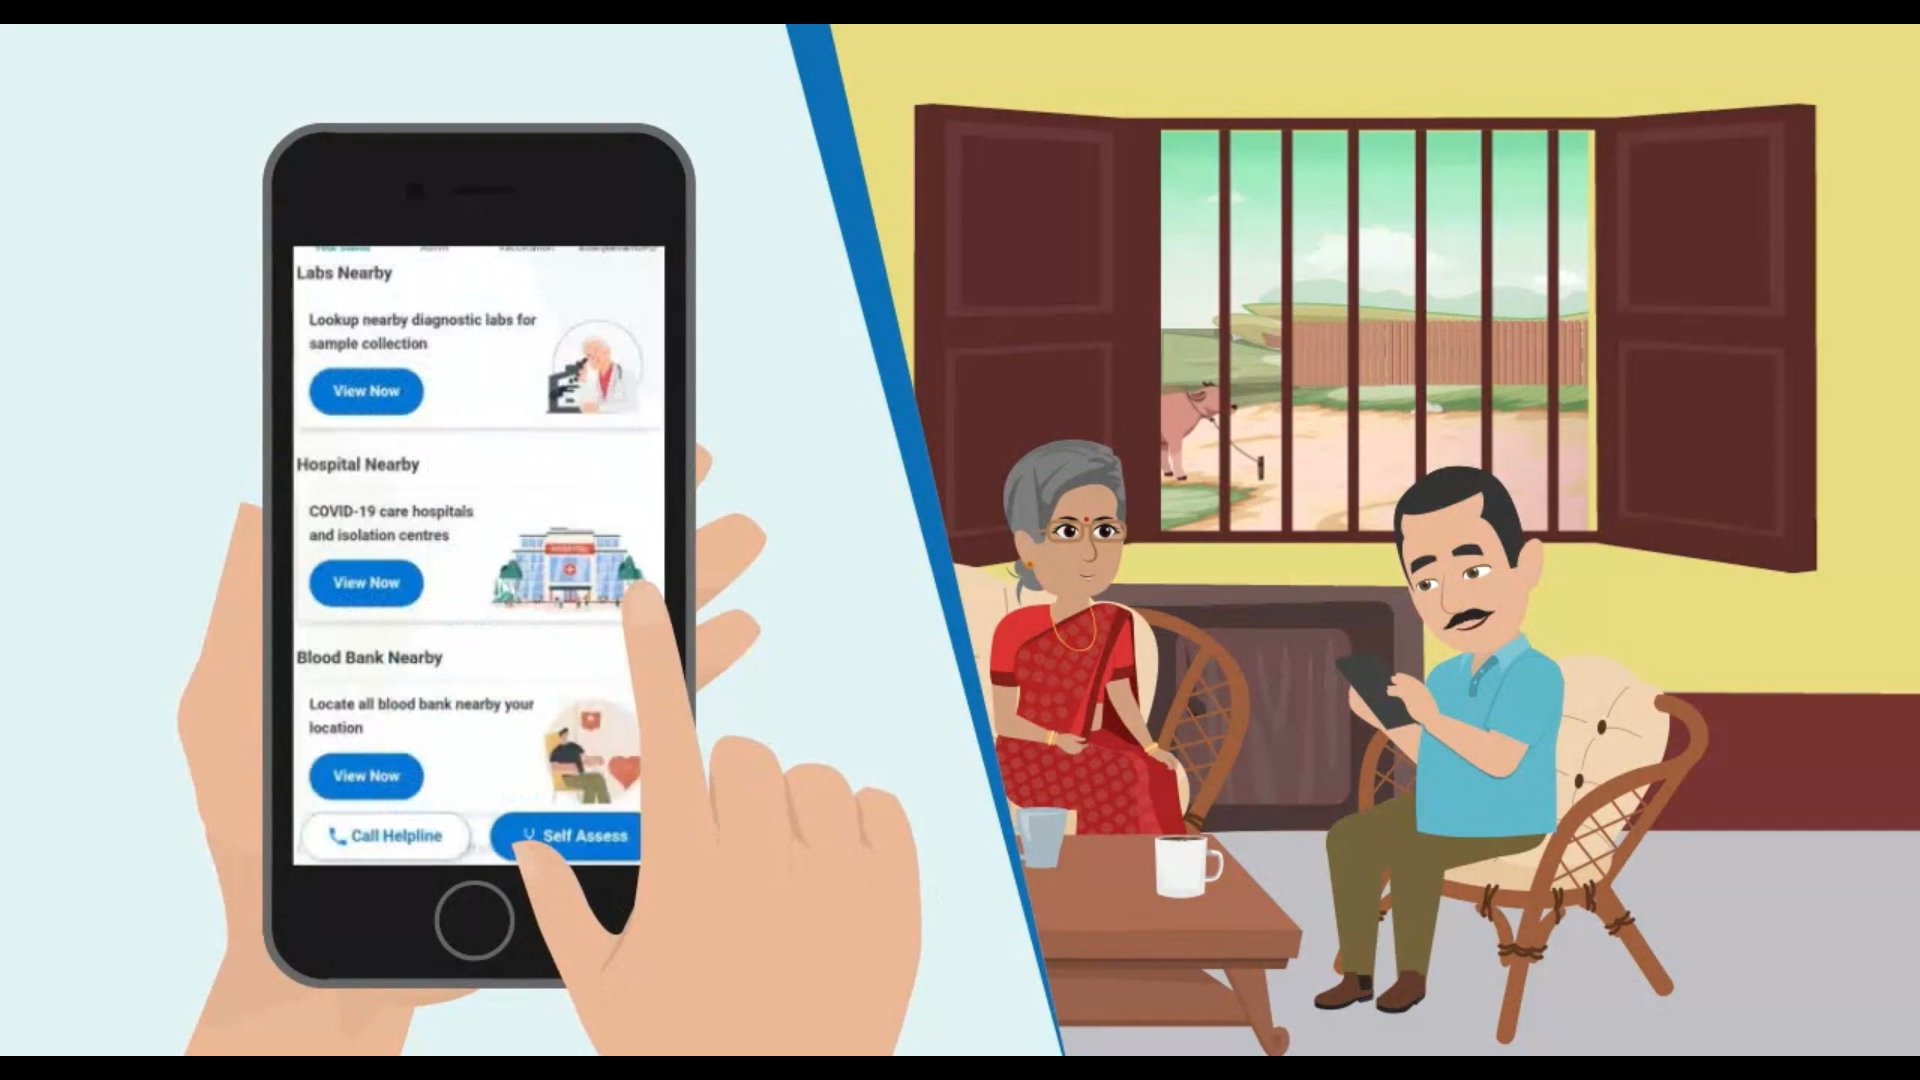 Labs Nearby
Lookup nearby diagnostic labs for
sample collection
View Now
Hospital Nearby
COVID-19 care hospitals
and isolation centres
HOSPITAL
View Now
Blood Bank Nearby
Locate all blood bank nearby your
location
View Now
Call Helpline
Self Assess